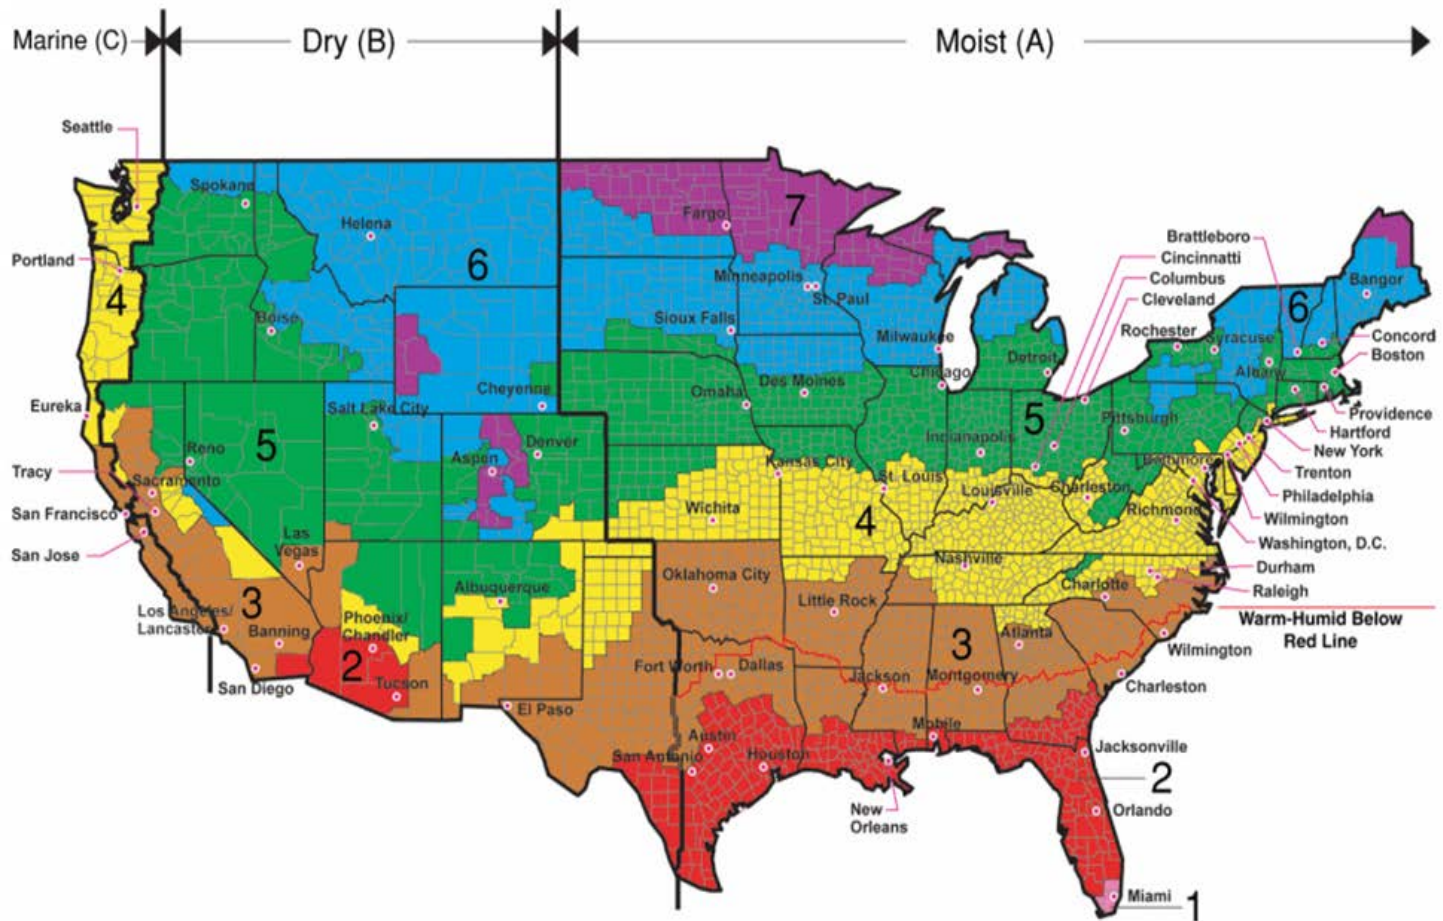 Marine (C)
Dry (B)
Moist (A)
Seattle
Spokane
Helena
6
Fargo
7
Brattleboro
Cincinnatti
Columbus
Cleveland
Portland
4
Minneapolis
St. Paul
Bangor
6
Boise
Sioux Falls
Milwaukee
Rochester
Syracuse
Concord
Boston
Detroit
Chicago
Albany
Cheyenne
Omaha
Des Moines
Eureka
Salt Lake City
5
Pittsburgh
Providence
Hartford
New York
Reno
5
Denver
Aspen
Indianapolis
Tracy
Sacramento
Kansas City
St. Louis
Baltimore
Trenton
Louisville
Charleston
Philadelphia
San Francisco
Wichita
4
Richmond
Wilmington
Las
Vegas
San Jose
Washington, D.C.
Nashville
Durham
Albuquerque
Oklahoma City
Charlotte
Raleigh
3
Little Rock
Los Angeles/
Lancaster
Banning
Phoenix/
Chandler
Warm-Humid Below
Red Line
Atlanta
3
Wilmington
2
Fort Worth
Dallas
Jackson
Montgomery
San Diego
Tucson
Charleston
El Paso
Mobile
Austin
San Antonio
Houston
Jacksonville
2
New
Orleans
Orlando
Miami
1